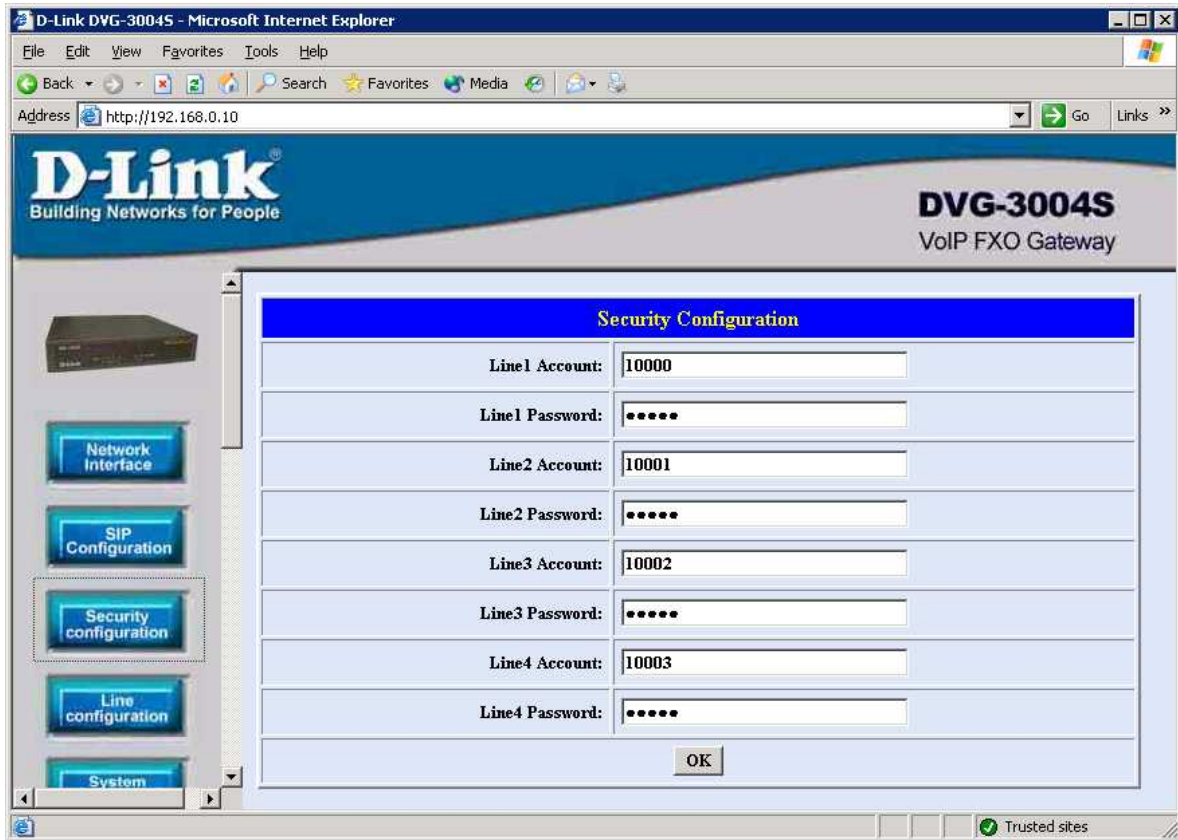 D-Link DVG-3004S - Microsoft Internet Explorer
File Edit View Favorites Tools Help
Back Search Favorites Media
Address http://192.168.0.10 Go Links »
D-Link®
Building Networks for People
DVG-3004S
VoIP FXO Gateway
Network
Interface
SIP
Configuration
Security
configuration
Line
configuration
System
Security Configuration
Line1 Account: 10000
Line1 Password: •••••
Line2 Account: 10001
Line2 Password: •••••
Line3 Account: 10002
Line3 Password: •••••
Line4 Account: 10003
Line4 Password: •••••
OK
Trusted sites